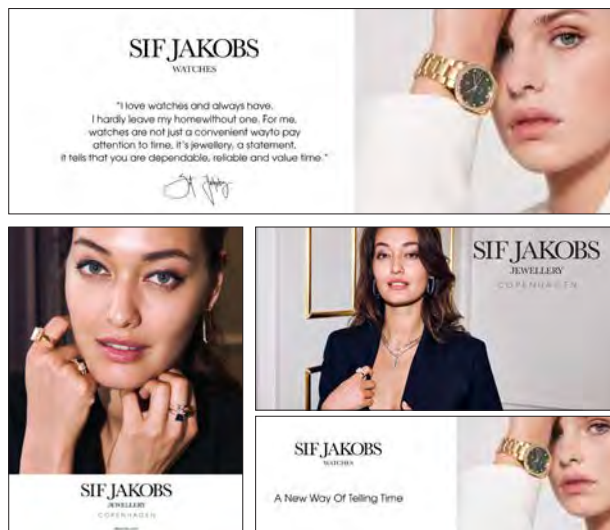 SIF JAKOBS
WATCHES
"I love watches and always have.
I hardly leave my homewithout one. For me,
watches are not just a convenient wayto pay
attention to time, it's jewellery, a statement,
it tells that you are dependable, reliable and value time."
SIF JAKOBS
JEWELLERY
COPENHAGEN
SIF JAKOBS
JEWELLERY
COPENHAGEN
SIF JAKOBS
WATCHES
A New Way Of Telling Time